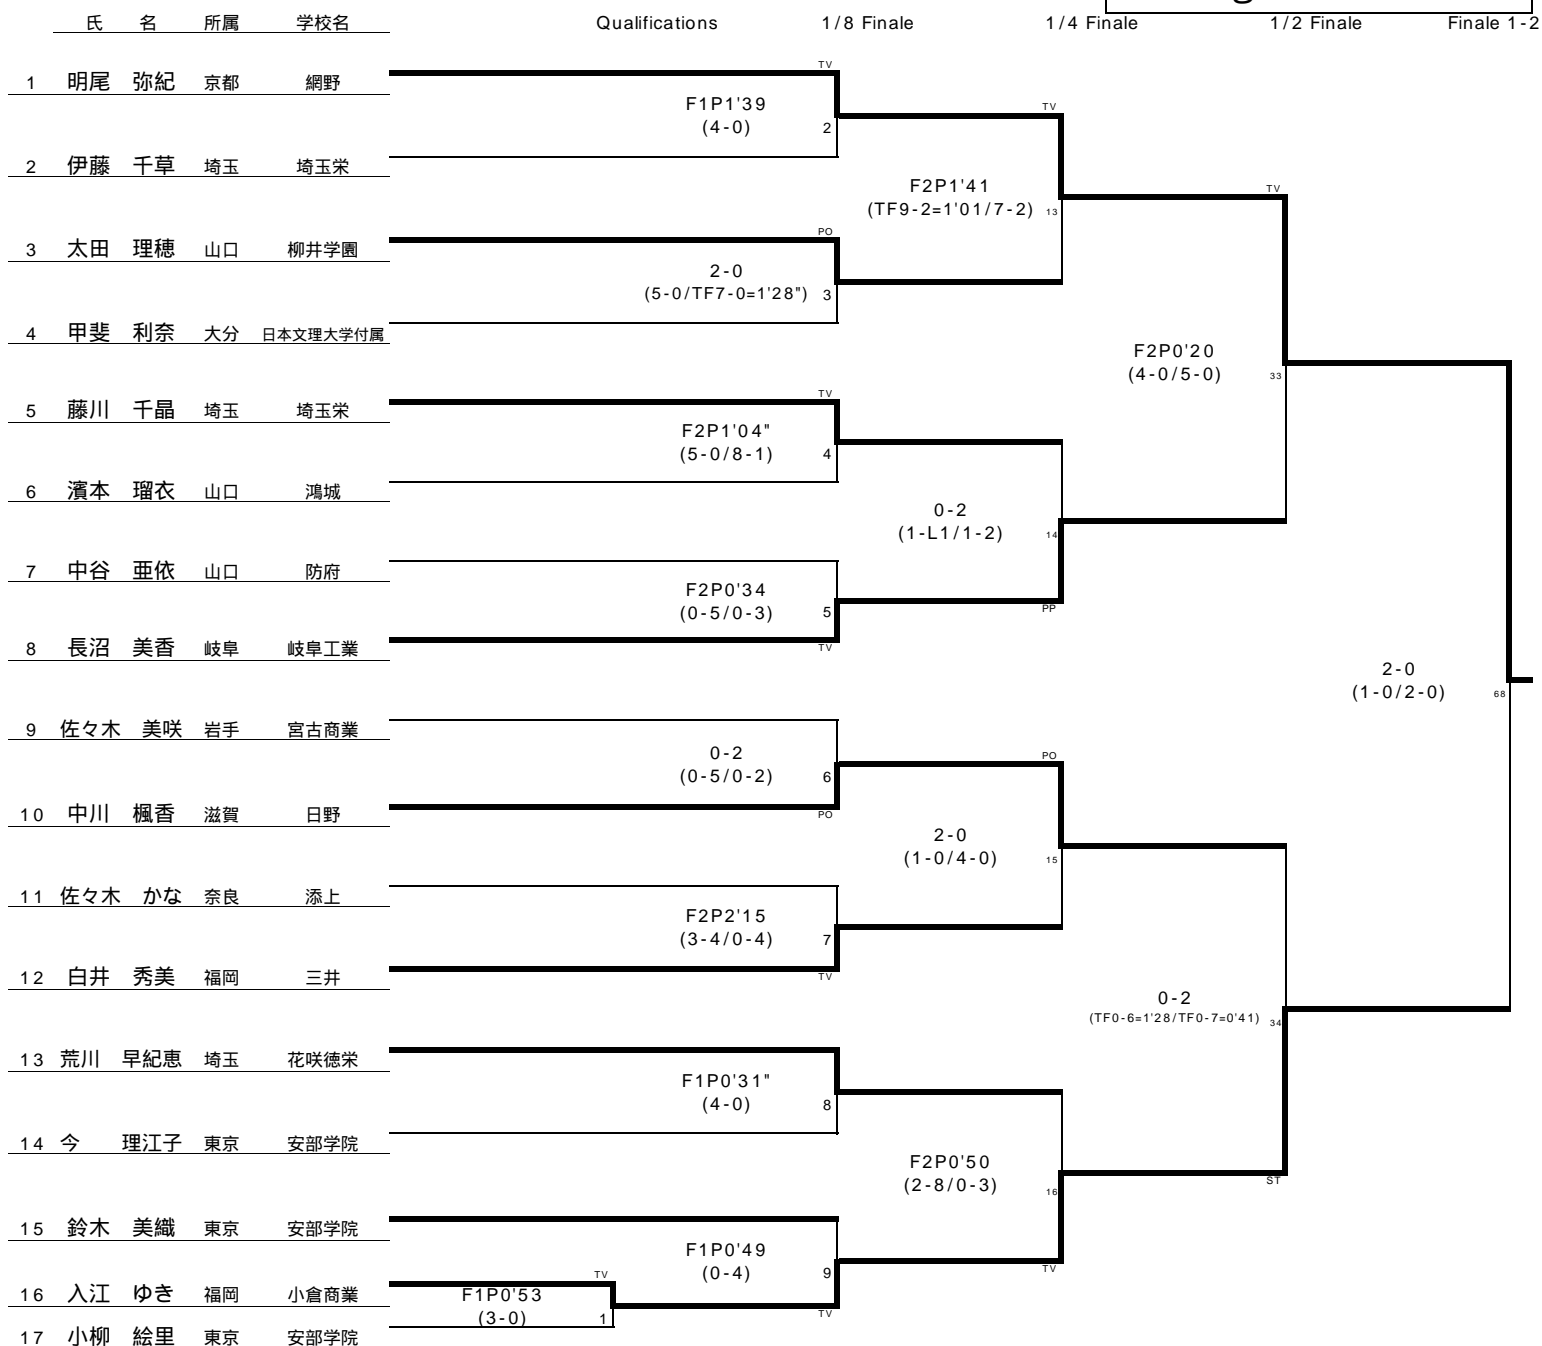 氏 名 所属 学校名 Qualifications 1/8 Finale 1/4 Finale 1/2 Finale Finale 1-2
TV
1 明尾 弥紀 京都 網野
F1P1'39
(4-0) 2
TV
2 伊藤 千草 埼玉 埼玉栄
F2P1'41
(TF9-2=1'01/7-2) 13
TV
PO
3 太田 理穂 山口 柳井学園
2-0
(5-0/TF7-0=1'28") 3
4 甲斐 利奈 大分 日本文理大学付属
F2P0'20
(4-0/5-0) 33
TV
5 藤川 千晶 埼玉 埼玉栄
F2P1'04"
(5-0/8-1) 4
6 濱本 瑠衣 山口 鴻城
0-2
(1-L1/1-2) 14
7 中谷 亜依 山口 防府
F2P0'34
(0-5/0-3) 5
PP
8 長沼 美香 岐阜 岐阜工業
TV
2-0
(1-0/2-0) 68
9 佐々木 美咲 岩手 宮古商業
0-2
(0-5/0-2) 6
PO
10 中川 楓香 滋賀 日野
PO
2-0
(1-0/4-0) 15
11 佐々木 かな 奈良 添上
F2P2'15
(3-4/0-4) 7
12 白井 秀美 福岡 三井
TV
0-2
(TF0-6=1'28/TF0-7=0'41) 34
13 荒川 早紀恵 埼玉 花咲徳栄
F1P0'31"
(4-0) 8
14 今 理江子 東京 安部学院
F2P0'50
(2-8/0-3) 16
ST
15 鈴木 美織 東京 安部学院
F1P0'49
(0-4) 9
TV
TV
16 入江 ゆき 福岡 小倉商業
F1P0'53
(3-0) 1
TV
17 小柳 絵里 東京 安部学院